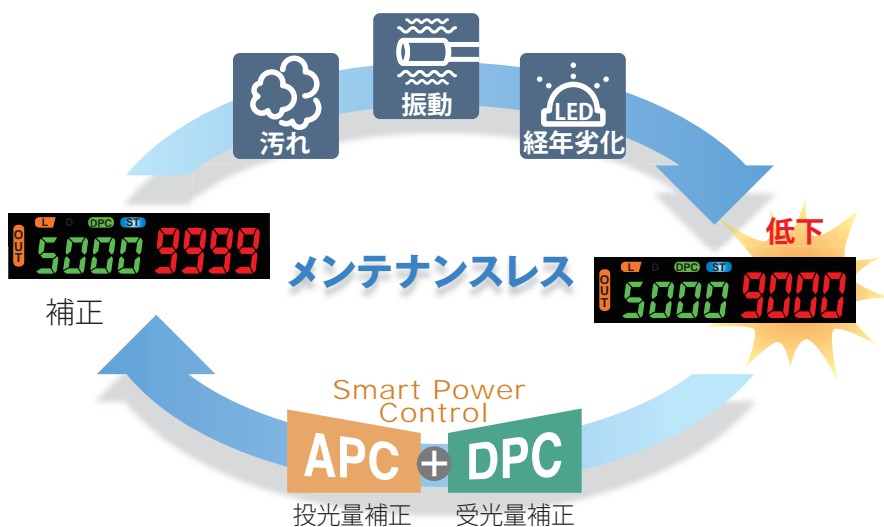 汚れ
振動
LED
経年劣化
OUT
L D DPC ST
5000 9999
補正
メンテナンスレス
低下
OUT
L D DPC ST
5000 9000
Smart Power
Control
APC + DPC
投光量補正 受光量補正